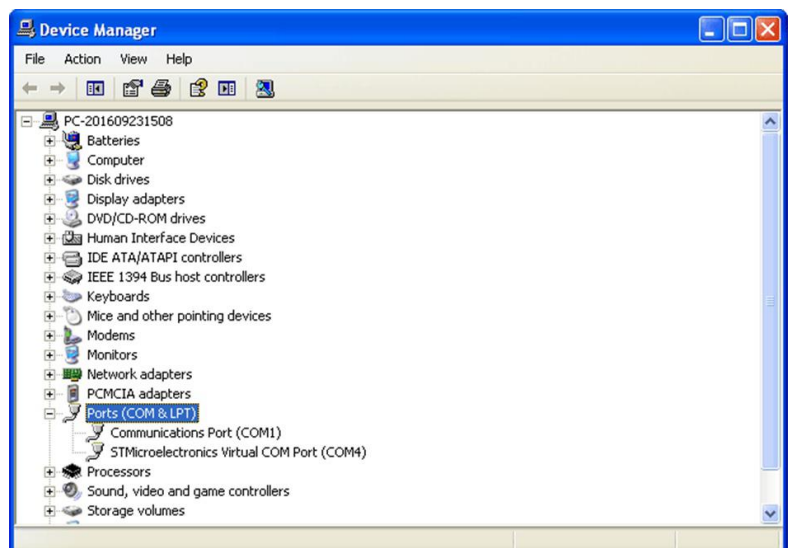 Device Manager
File Action View Help
PC-201609231508
Batteries
Computer
Disk drives
Display adapters
DVD/CD-ROM drives
Human Interface Devices
IDE ATA/ATAPI controllers
IEEE 1394 Bus host controllers
Keyboards
Mice and other pointing devices
Modems
Monitors
Network adapters
PCMCIA adapters
Ports (COM & LPT)
Communications Port (COM1)
STMicroelectronics Virtual COM Port (COM4)
Processors
Sound, video and game controllers
Storage volumes